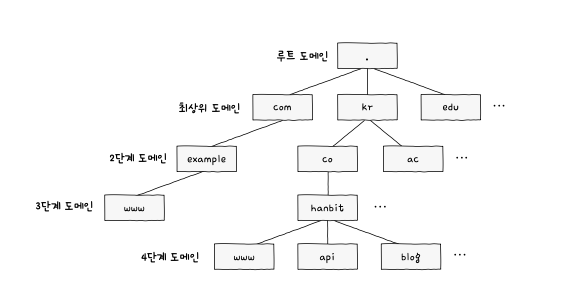 루트 도메인 .
최상위 도메인 com kr edu ...
2단계 도메인 example co ac ...
3단계 도메인 www hanbit ...
4단계 도메인 www api blog ...